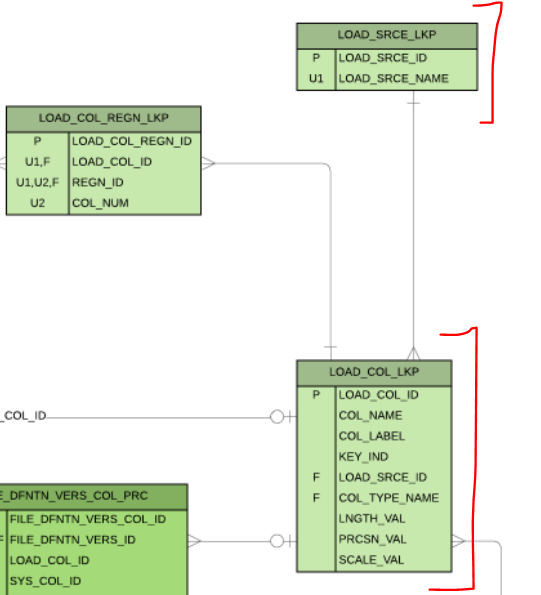 LOAD_SRCE_LKP
P LOAD_SRCE_ID
U1 LOAD_SRCE_NAME
LOAD_COL_REGN_LKP
P LOAD_COL_REGN_ID
U1,F LOAD_COL_ID
U1,U2,F REGN_ID
U2 COL_NUM
LOAD_COL_LKP
P LOAD_COL_ID
COL_NAME
COL_LABEL
KEY_IND
F LOAD_SRCE_ID
F COL_TYPE_NAME
LNGTH_VAL
PRCSN_VAL
SCALE_VAL
_COL_ID
E_DFNTN_VERS_COL_PRC
FILE_DFNTN_VERS_COL_ID
F FILE_DFNTN_VERS_ID
LOAD_COL_ID
SYS_COL_ID